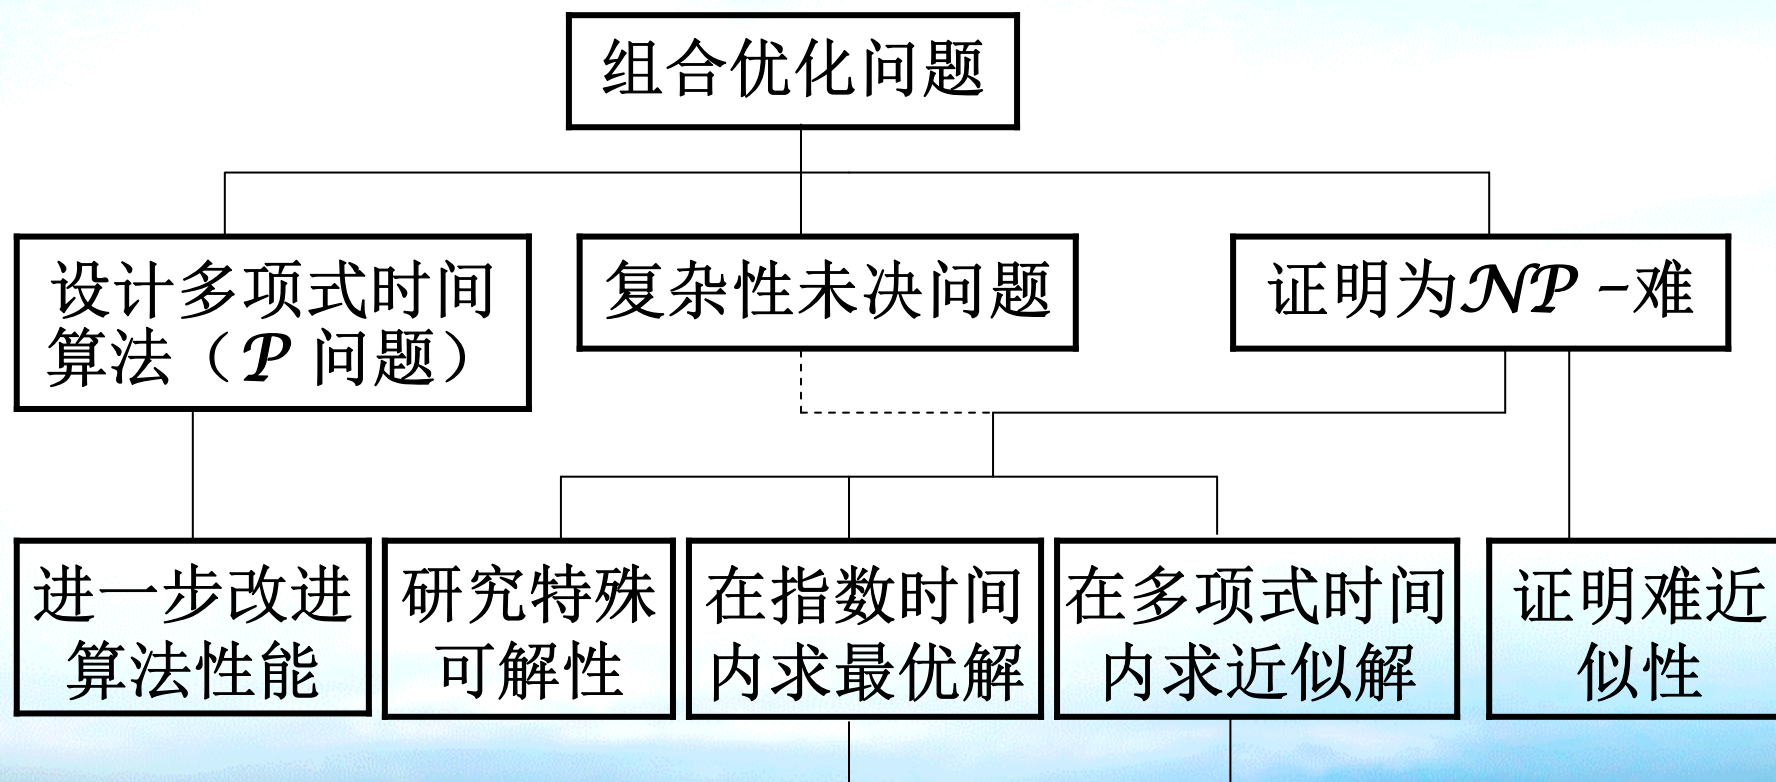 组合优化问题
设计多项式时间
算法（𝒫 问题）
复杂性未决问题
证明为𝒩𝒫 -难
进一步改进
算法性能
研究特殊
可解性
在指数时间
内求最优解
在多项式时间
内求近似解
证明难近
似性